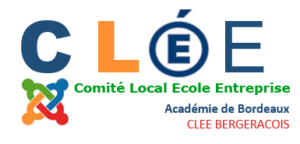 CLÉE
Comité Local Ecole Entreprise
Académie de Bordeaux
CLEE BERGERACOIS